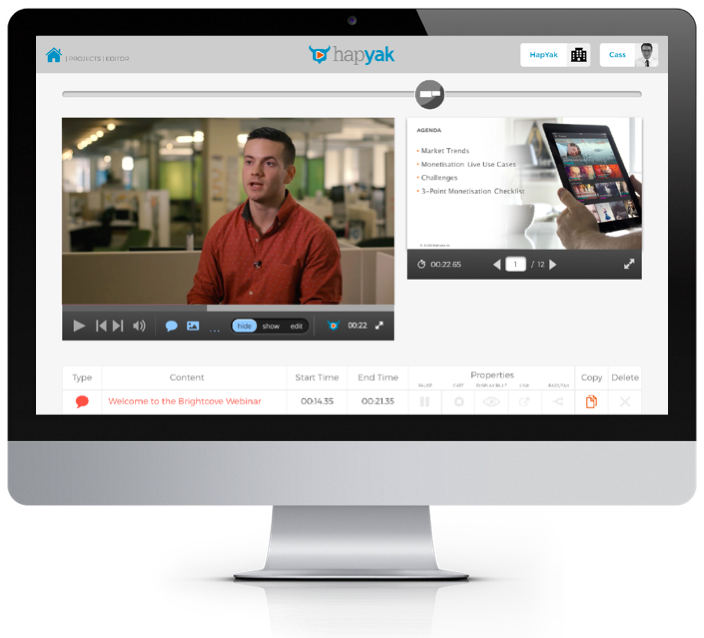 | PROJECTS | EDITOR
hapyak
HapYak
Cass
AGENDA
• Market Trends
• Monetisation Live Use Cases
• Challenges
• 3-Point Monetisation Checklist
00:22.65
1 / 12
hide show edit
00:22
Type Content Start Time End Time Properties Copy Delete
Welcome to the Brightcove Webinar 00:14.35 00:21.35